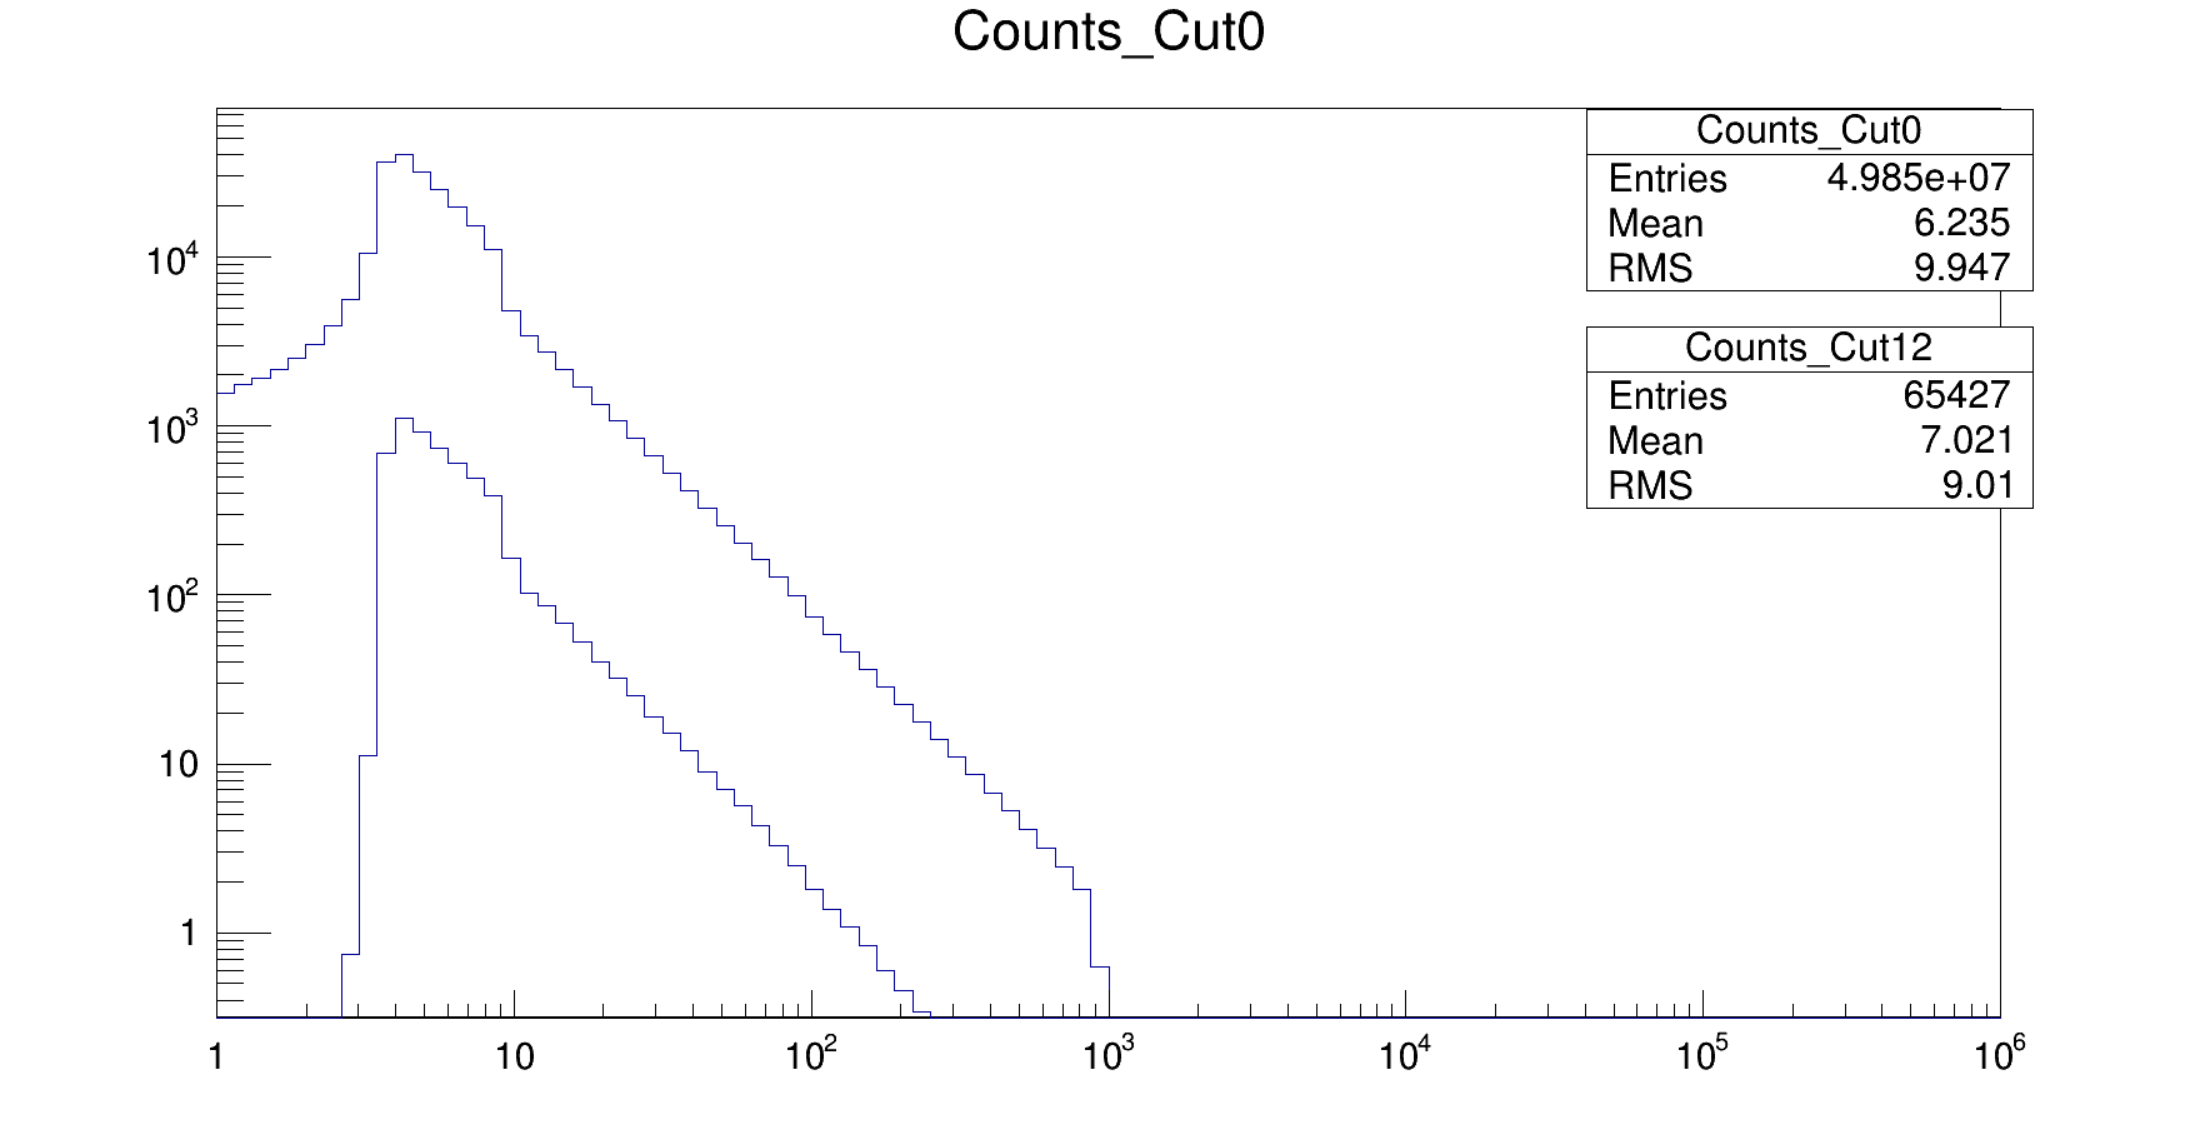 Counts_Cut0
Counts_Cut0
Entries 4.985e+07
Mean 6.235
RMS 9.947
Counts_Cut12
Entries 65427
Mean 7.021
RMS 9.01
10⁴
10³
10²
10
1
1 10 10² 10³ 10⁴ 10⁵ 10⁶